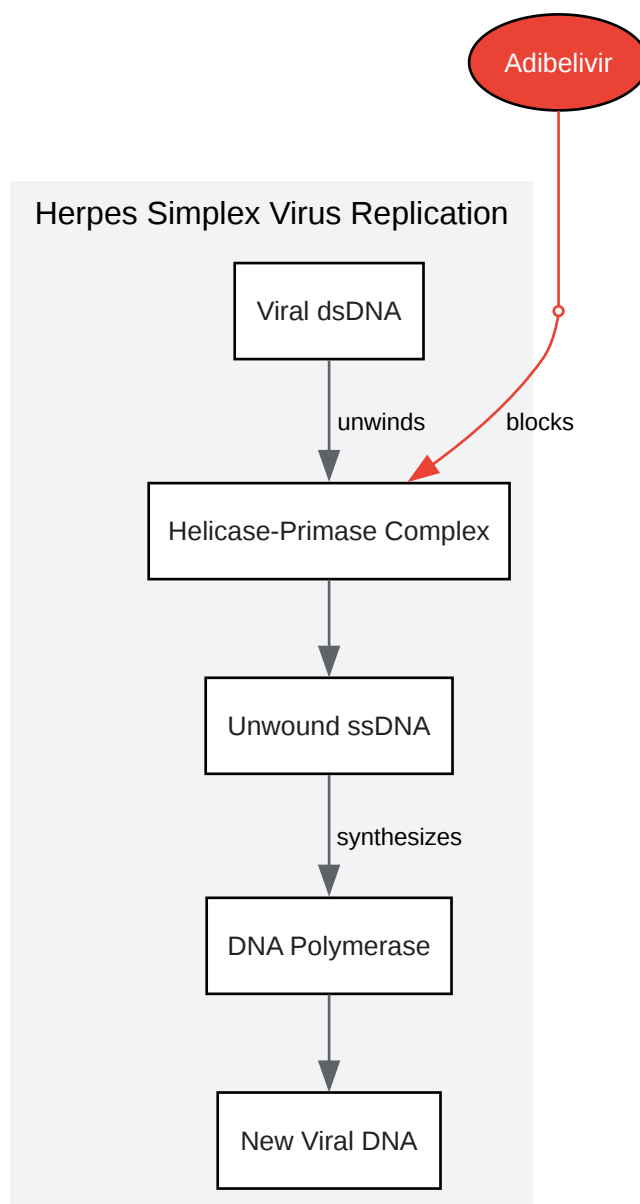 Adibelivir
Herpes Simplex Virus Replication
Viral dsDNA
unwinds
blocks
Helicase-Primase Complex
Unwound ssDNA
synthesizes
DNA Polymerase
New Viral DNA